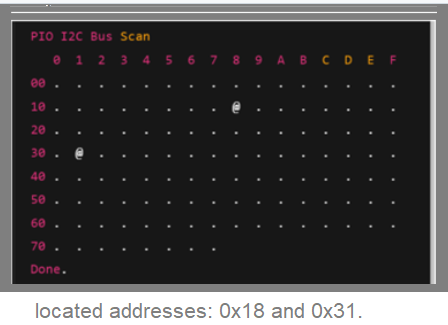 PIO I2C Bus Scan
0 1 2 3 4 5 6 7 8 9 A B C D E F
00 . . . . . . . . . . . . . . . .
10 . . . . . . . . @ . . . . . . .
20 . . . . . . . . . . . . . . . .
30 . @ . . . . . . . . . . . . . .
40 . . . . . . . . . . . . . . . .
50 . . . . . . . . . . . . . . . .
60 . . . . . . . . . . . . . . . .
70 . . . . . . . .
Done.
located addresses: 0x18 and 0x31.